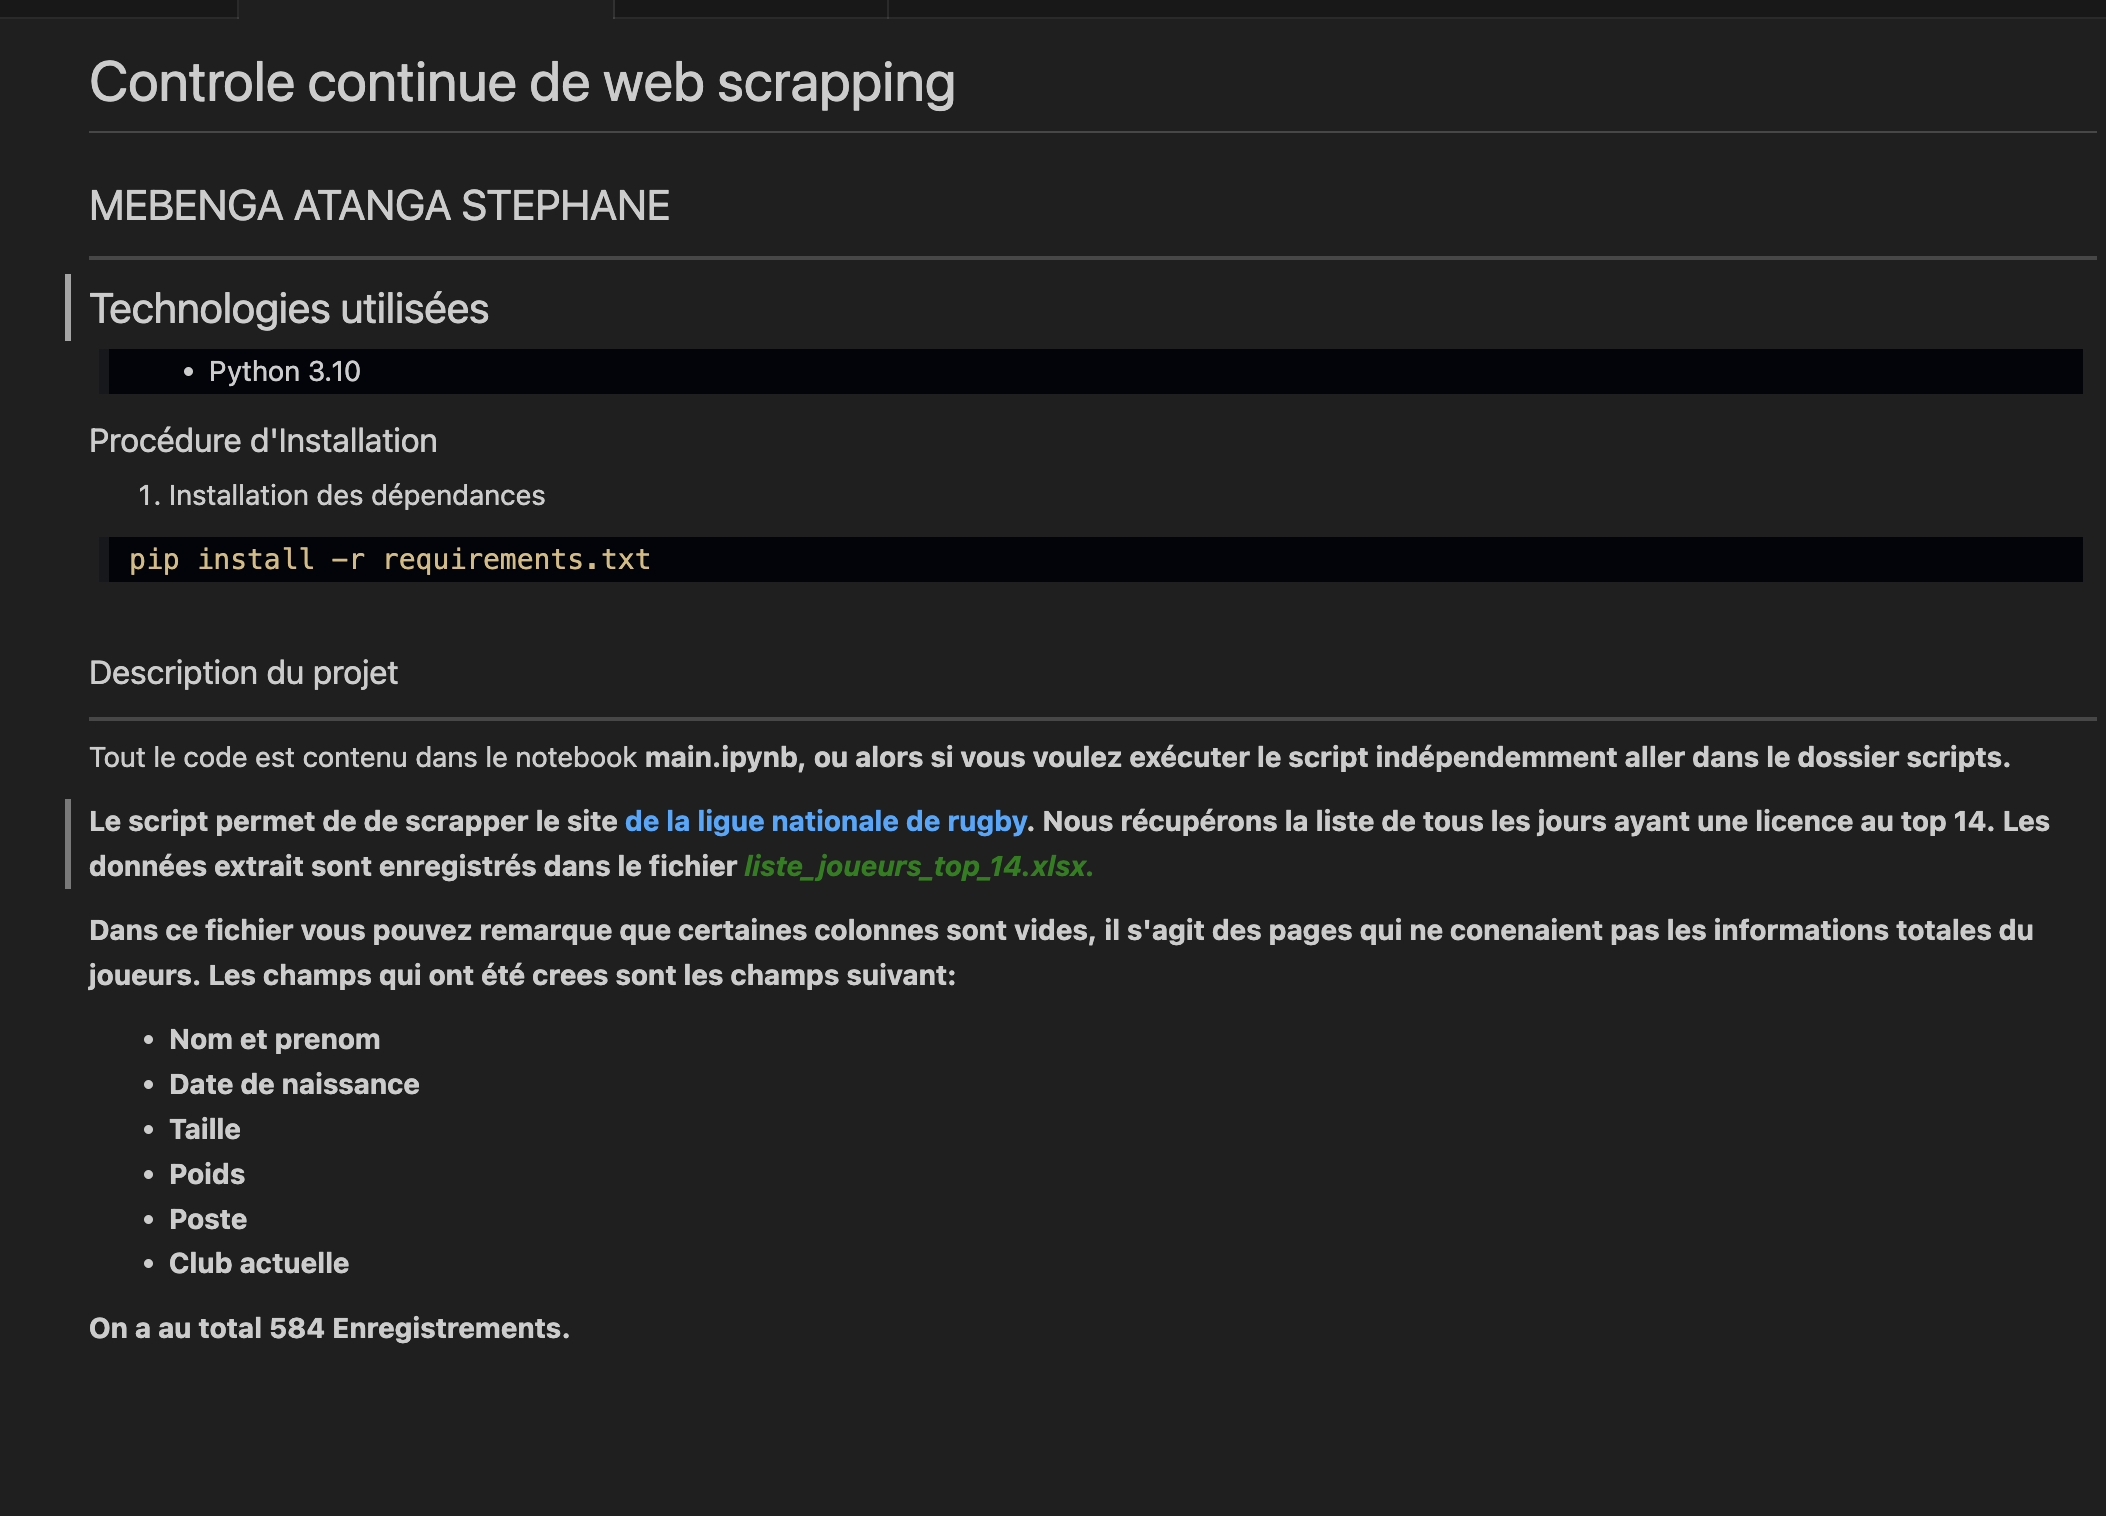 Controle continue de web scrapping
MEBENGA ATANGA STEPHANE
Technologies utilisées
• Python 3.10
Procédure d'Installation
1. Installation des dépendances
pip install -r requirements.txt
Description du projet
Tout le code est contenu dans le notebook main.ipynb, ou alors si vous voulez exécuter le script indépendemment aller dans le dossier scripts.
Le script permet de de scrapper le site de la ligue nationale de rugby. Nous récupérons la liste de tous les jours ayant une licence au top 14. Les
données extrait sont enregistrés dans le fichier liste_joueurs_top_14.xlsx.
Dans ce fichier vous pouvez remarque que certaines colonnes sont vides, il s'agit des pages qui ne conenaient pas les informations totales du
joueurs. Les champs qui ont été crees sont les champs suivant:
• Nom et prenom
• Date de naissance
• Taille
• Poids
• Poste
• Club actuelle
On a au total 584 Enregistrements.